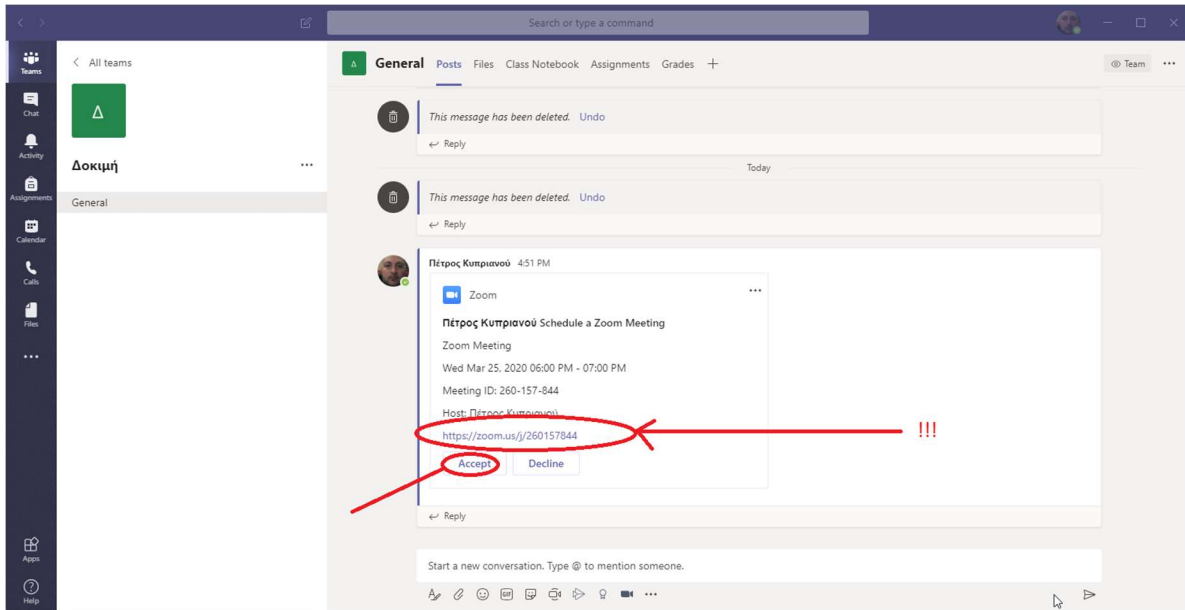 Search or type a command
Teams
Chat
Activity
Assignments
Calendar
Calls
Files
Apps
Help
All teams
Δ
Δοκιμή
General
Δ General Posts Files Class Notebook Assignments Grades
Team
This message has been deleted. Undo
Reply
Today
This message has been deleted. Undo
Reply
Πέτρος Κυπριανού 4:51 PM
Zoom
Πέτρος Κυπριανού Schedule a Zoom Meeting
Zoom Meeting
Wed Mar 25, 2020 06:00 PM - 07:00 PM
Meeting ID: 260-157-844
Host: Πέτρος Κυπριανού
https://zoom.us/j/260157844
!!!
Accept Decline
Reply
Start a new conversation. Type @ to mention someone.
GIF